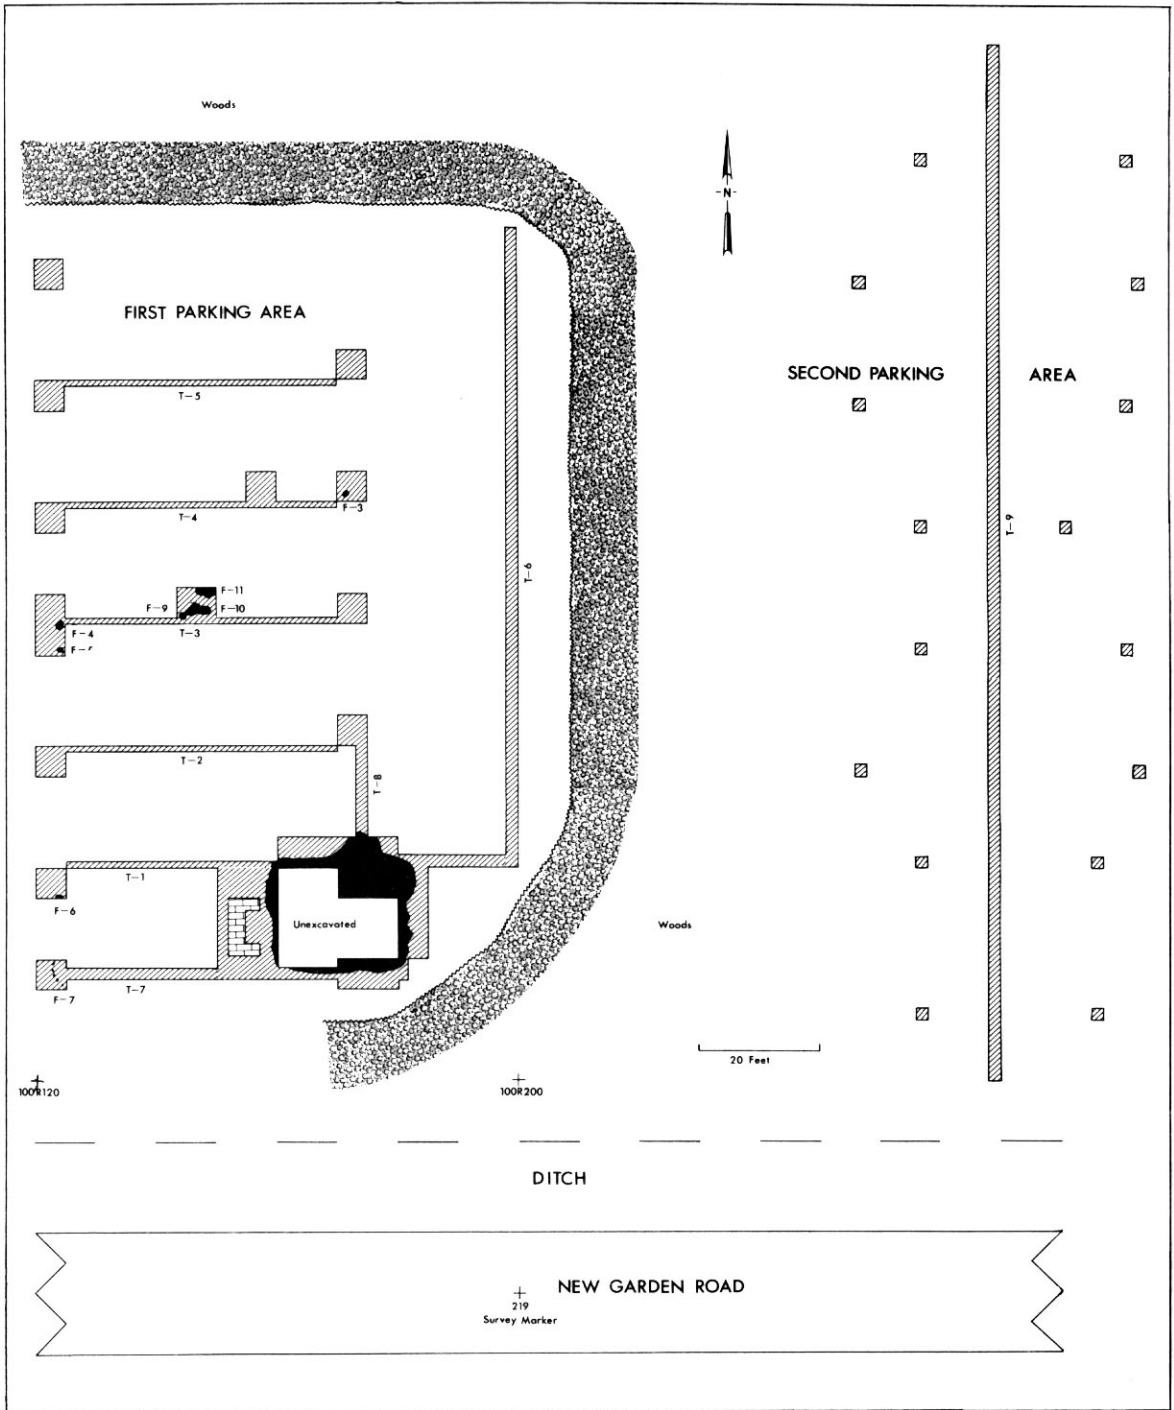 Woods
-N-
FIRST PARKING AREA
T-5
SECOND PARKING AREA
T-4
F-3
T-9
T-6
F-11
F-9
F-10
F-4
T-3
F-5
T-2
T-8
T-1
F-6
Unexcavated
Woods
T-7
F-7
20 Feet
100R120
100R200
DITCH
NEW GARDEN ROAD
219
Survey Marker